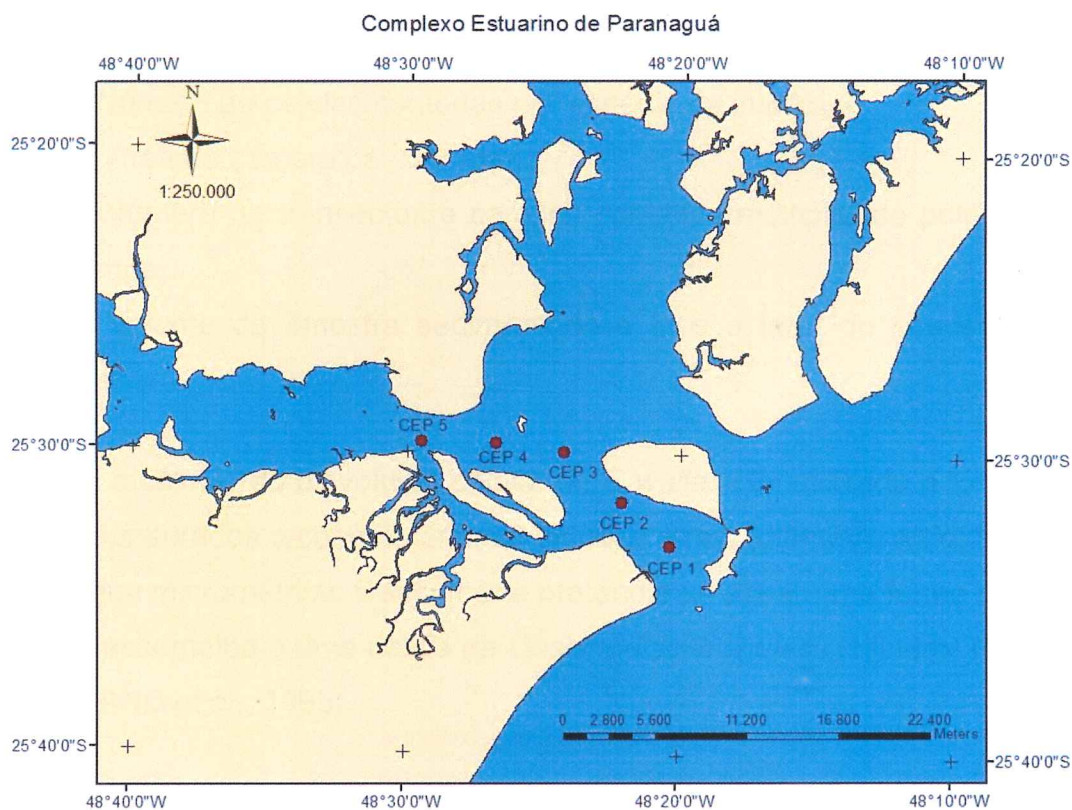 Complexo Estuarino de Paranaguá
48°40'0"W 48°30'0"W 48°20'0"W 48°10'0"W
N
25°20'0"S 25°20'0"S
1:250.000
CEP 5
25°30'0"S CEP 4 25°30'0"S
CEP 3
CEP 2
CEP 1
0 2.800 5.600 11.200 16.800 22.400
Meters
25°40'0"S 25°40'0"S
48°40'0"W 48°30'0"W 48°20'0"W 48°10'0"W